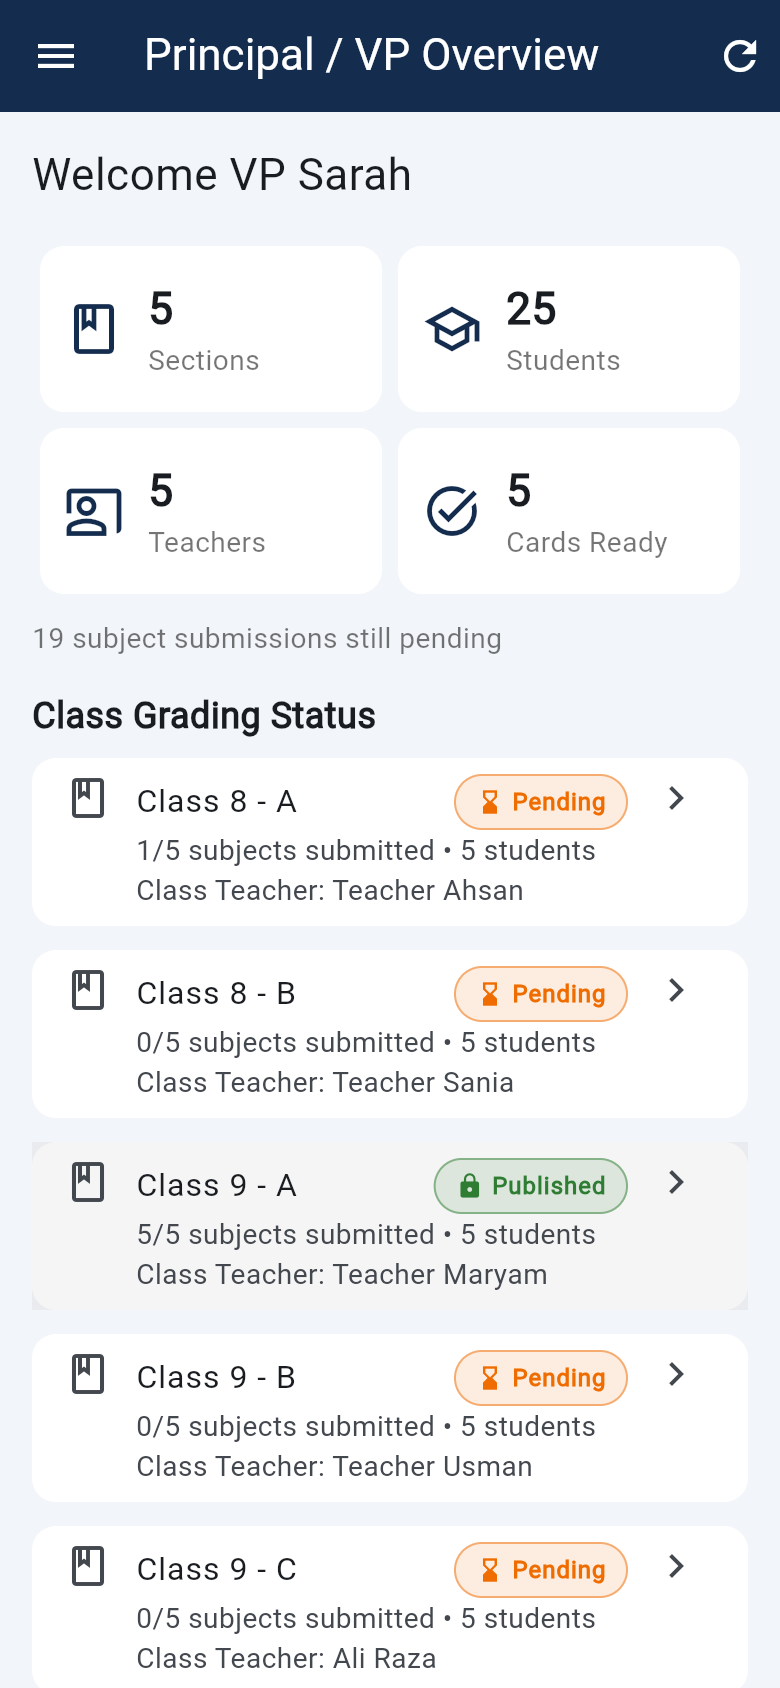 Principal / VP Overview
Welcome VP Sarah
5
Sections
25
Students
5
Teachers
5
Cards Ready
19 subject submissions still pending
Class Grading Status
Class 8 - A
Pending
1/5 subjects submitted • 5 students
Class Teacher: Teacher Ahsan
Class 8 - B
Pending
0/5 subjects submitted • 5 students
Class Teacher: Teacher Sania
Class 9 - A
Published
5/5 subjects submitted • 5 students
Class Teacher: Teacher Maryam
Class 9 - B
Pending
0/5 subjects submitted • 5 students
Class Teacher: Teacher Usman
Class 9 - C
Pending
0/5 subjects submitted • 5 students
Class Teacher: Ali Raza